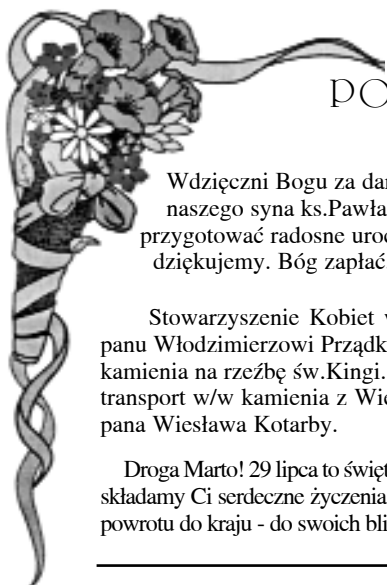 PO
Wdzięczni Bogu za dar
naszego syna ks.Pawła
przygotować radosne uroc
dziękujemy. Bóg zapłać.
Stowarzyszenie Kobiet w
panu Włodzimierzowi Prządk
kamienia na rzeźbę św.Kingi.
transport w/w kamienia z Wie
pana Wiesława Kotarby.
Droga Marto! 29 lipca to święt
składamy Ci serdeczne życzenia
powrotu do kraju - do swoich bli